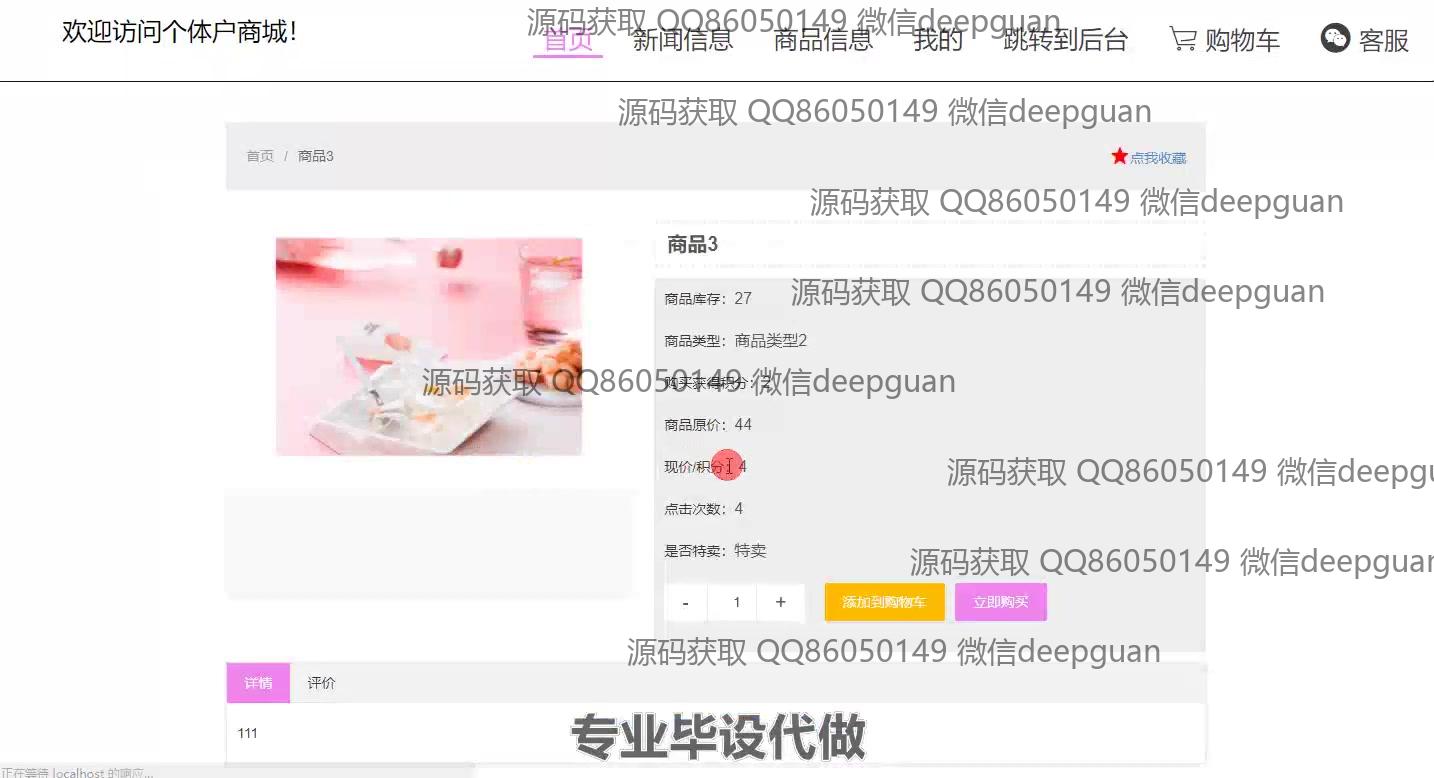 欢迎访问个体户商城！
首页 新闻信息 商品信息 我的 跳转到后台 购物车 客服
源码获取 QQ86050149 微信deepguan
源码获取 QQ86050149 微信deepguan
首页 / 商品3
点我收藏
源码获取 QQ86050149 微信deepguan
商品3
商品库存：27
源码获取 QQ86050149 微信deepguan
商品类型：商品类型2
购买获得积分：2
源码获取 QQ86050149 微信deepguan
商品原价：44
现价/积分：4
源码获取 QQ86050149 微信deepgu
点击次数：4
是否特卖：特卖
源码获取 QQ86050149 微信deepguan
- 1 + 添加到购物车 立即购买
源码获取 QQ86050149 微信deepguan
详情 评价
111
专业毕设代做
正在等待 localhost 的响应...